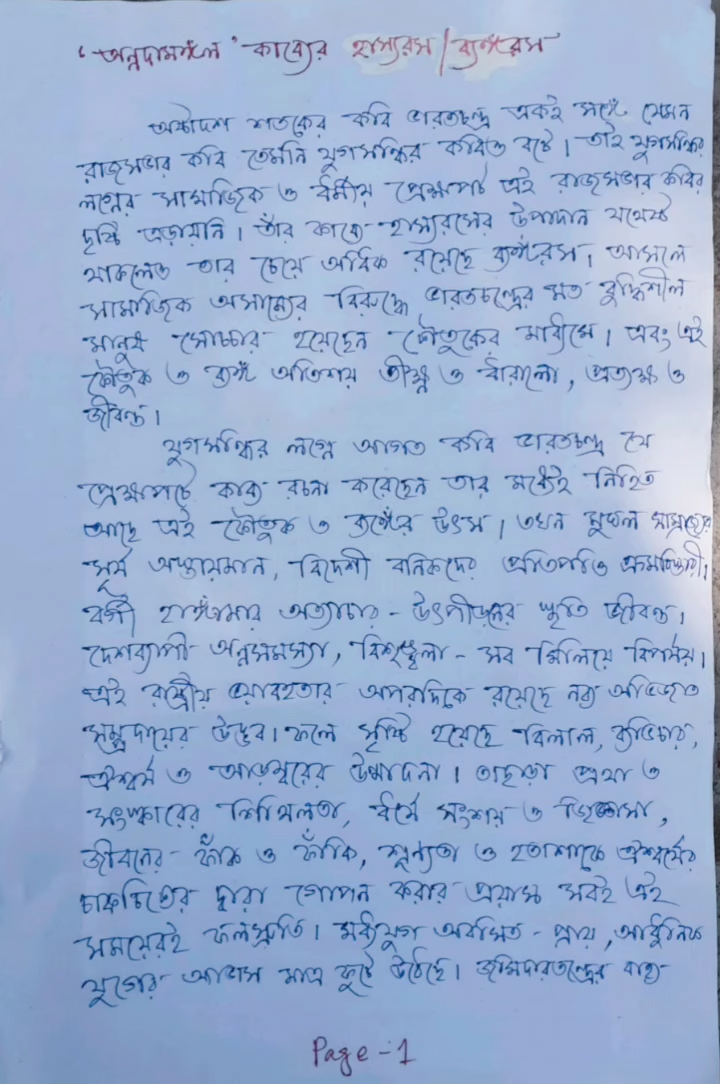 'অন্নদামঙ্গল' কাব্যের হাস্যরস/ব্যঙ্গরস
অষ্টাদশ শতকের কবি ভারতচন্দ্র একই সঙ্গে যেমন
রাজসভার কবি তেমনি যুগসন্ধির কবিও বটে। তাই যুগসন্ধির
লগ্নের সামাজিক ও ধর্মীয় প্রেক্ষাপট এই রাজসভার কবির
দৃষ্টি এড়ায়নি। তাঁর কাব্যে হাস্যরসের উপাদান যথেষ্ট
থাকলেও তার চেয়ে অধিক রয়েছে ব্যঙ্গরস। আসলে
সামাজিক অসাম্যের বিরুদ্ধে ভারতচন্দ্রের মত বুদ্ধিশীল
মানুষ সোচ্চার হয়েছেন কৌতুকের মাধ্যমে। এবং এই
কৌতুক ও ব্যঙ্গ অতিশয় তীক্ষ্ণ ও ধারালো, প্রত্যক্ষ ও
জীবন্ত।
যুগসন্ধির লগ্নে আগত কবি ভারতচন্দ্র যে
প্রেক্ষাপটে কাব্য রচনা করেছেন তার মধ্যেই নিহিত
আছে এই কৌতুক ও ব্যঙ্গের উৎস। তখন মুঘল সাম্রাজ্যের
সূর্য অস্তায়মান, বিদেশী বনিকদের প্রতিপত্তি ক্রমবিস্তারী,
বর্গী হাঙ্গামার অত্যাচার - উৎপীড়নের স্মৃতি জীবন্ত।
দেশব্যাপী অন্নসমস্যা, বিশৃঙ্খলা - সব মিলিয়ে বিপর্যয়।
এই রাষ্ট্রীয় আবহতার অপরদিকে রয়েছে নব্য অভিজাত
সম্প্রদায়ের উদ্ভব। ফলে সৃষ্টি হয়েছে বিলাস, ব্যভিচার,
ঐশ্বর্য ও আড়ম্বরের উন্মাদনা। তাছাড়া প্রথা ও
সংস্কারের শিথিলতা, ধর্মে সংশয় ও জিজ্ঞাসা,
জীবনের ফাঁক ও ফাঁকি, শূন্যতা ও হতাশাকে ঐশ্বর্যের
চাকচিক্যের দ্বারা গোপন করার প্রয়াস সবই এই
সময়েরই ফলশ্রুতি। মধ্যযুগ অবসিত - প্রায়, আধুনিক
যুগের আভাস মাত্র ফুটে উঠেছে। জমিদারতন্ত্রের বাহ্য
Page - 1